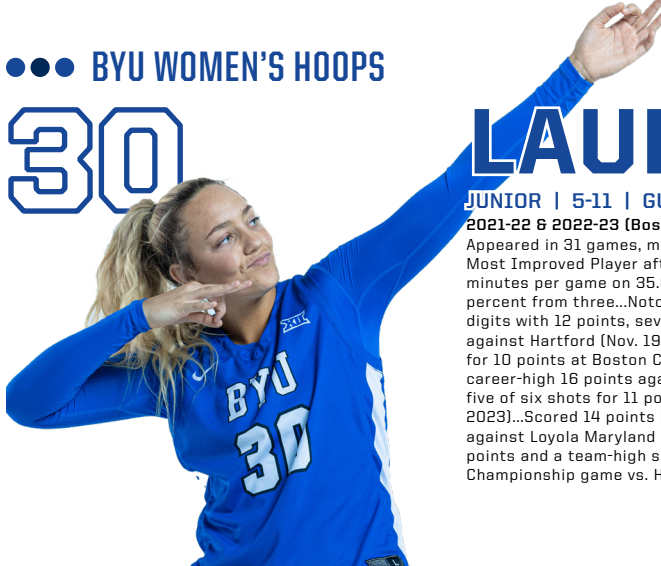 BYU WOMEN'S HOOPS
30
LAU
JUNIOR | 5-11 | GU
2021-22 & 2022-23 (Bos
Appeared in 31 games, m
Most Improved Player aft
minutes per game on 35.
percent from three...Noto
digits with 12 points, sev
against Hartford (Nov. 19
for 10 points at Boston C
career-high 16 points aga
five of six shots for 11 po
2023)...Scored 14 points
against Loyola Maryland
points and a team-high s
Championship game vs. H
XII
BYU
30
L